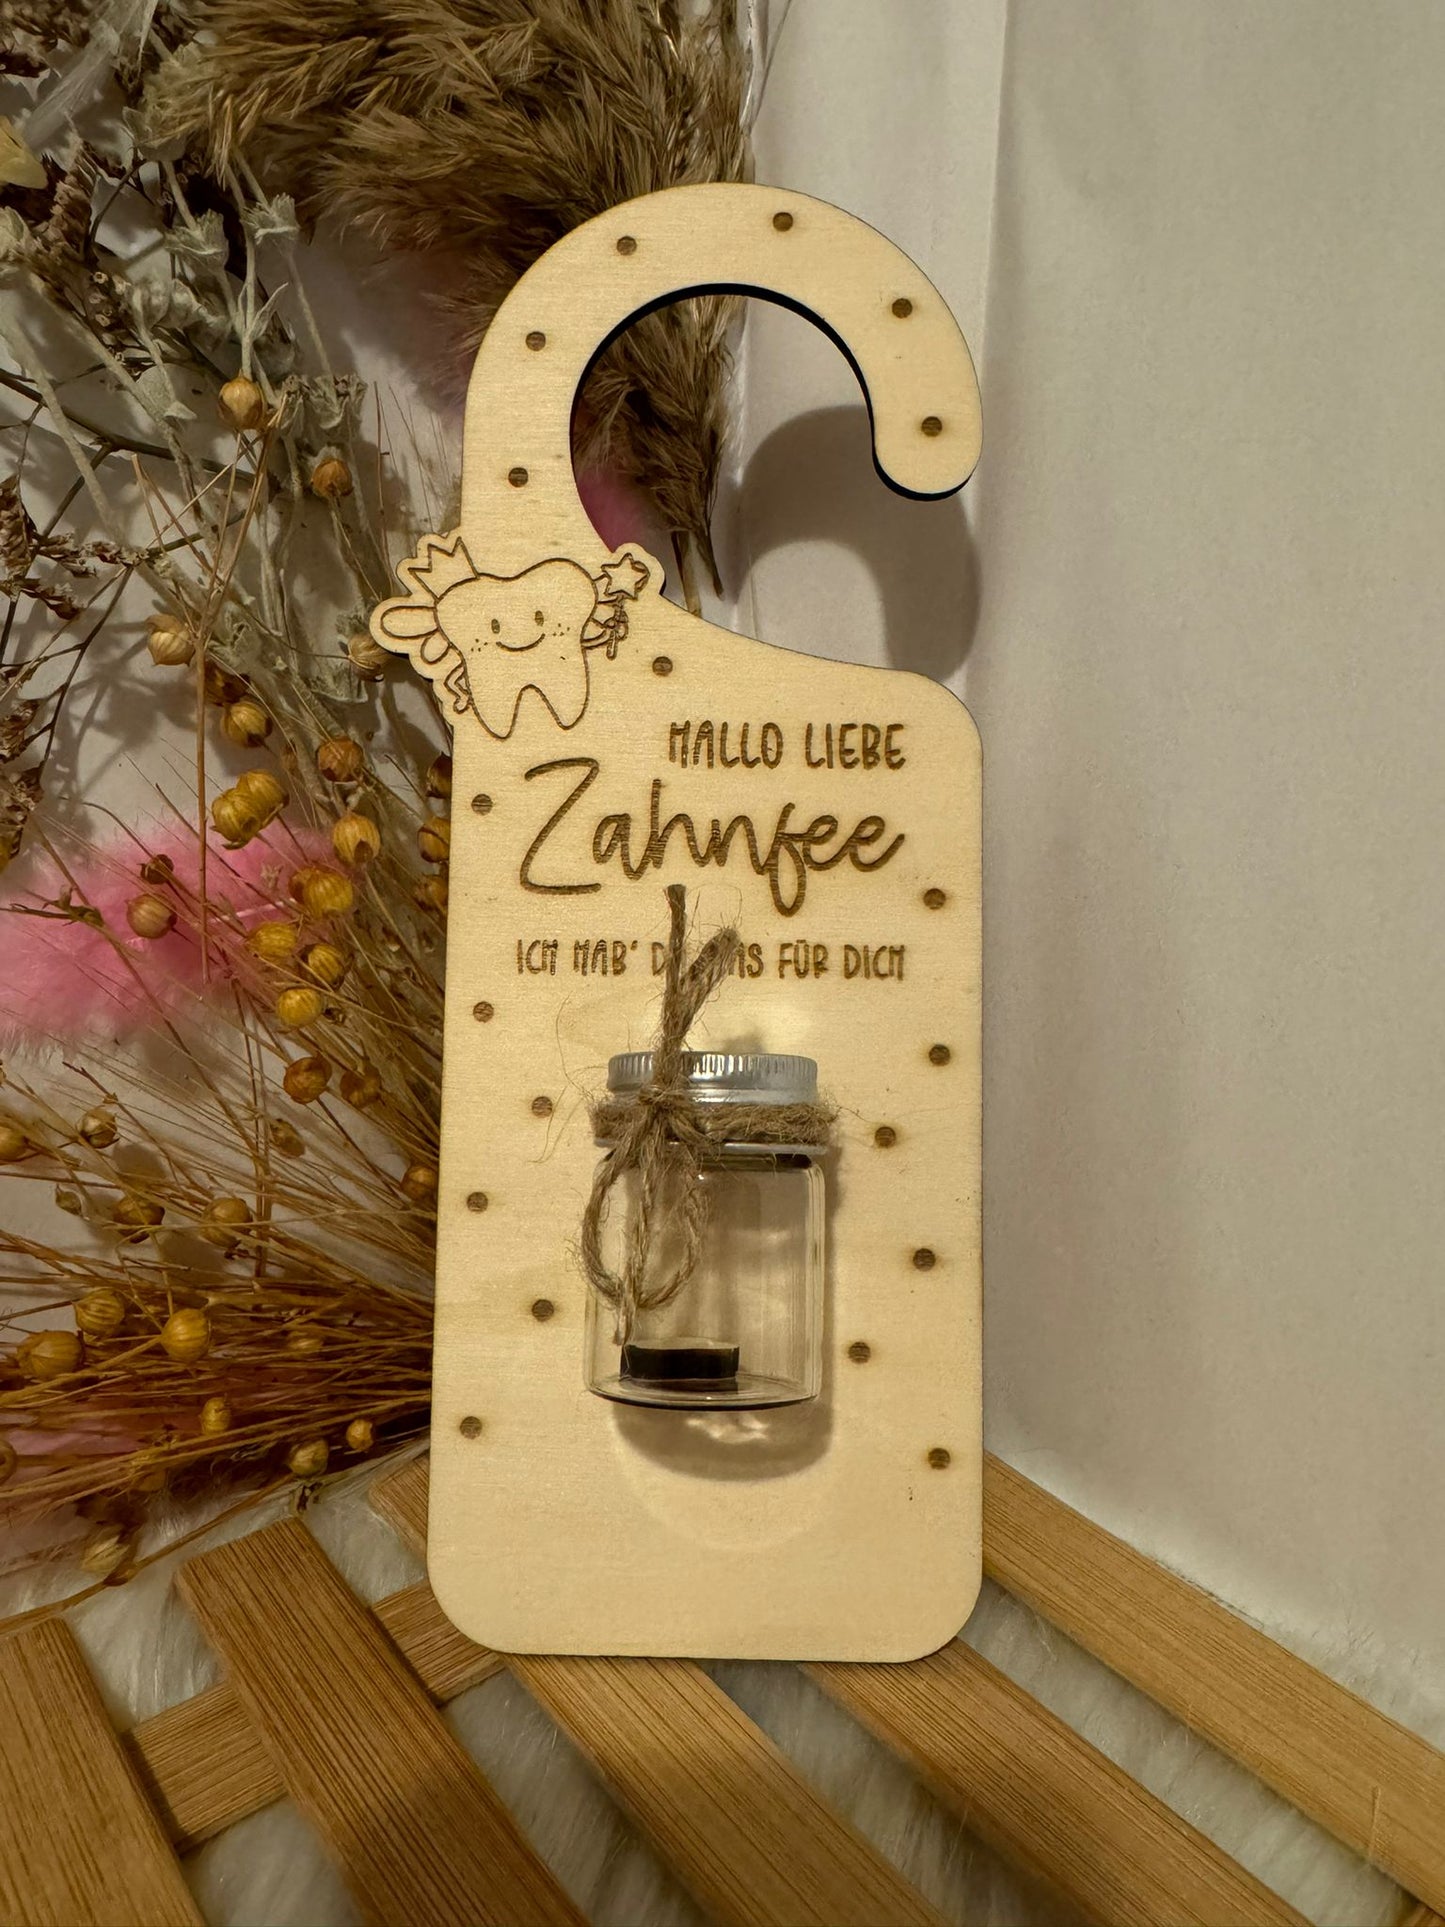 HALLO LIEBE
Zahnfee
ICH HAB' FÜR DICH